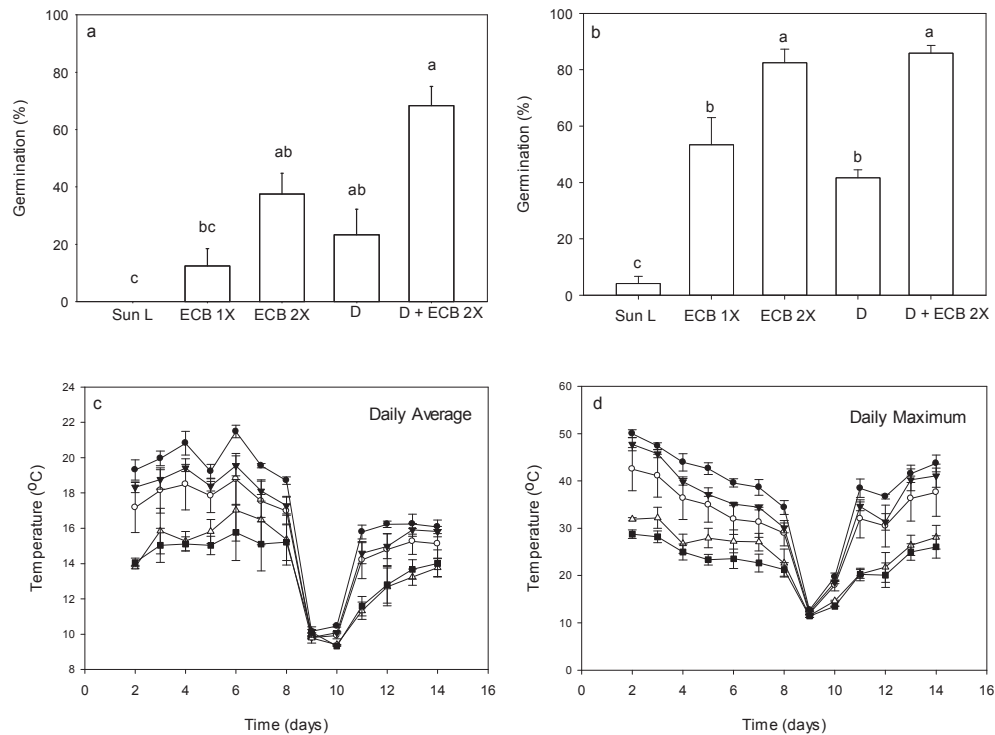 a
Germination (%)
100
80
60
40
20
0
c
bc
ab
ab
a
Sun L
ECB 1X
ECB 2X
D
D + ECB 2X
b
Germination (%)
100
80
60
40
20
0
c
b
a
b
a
Sun L
ECB 1X
ECB 2X
D
D + ECB 2X
c
Daily Average
Temperature (ºC)
24
22
20
18
16
14
12
10
8
0 2 4 6 8 10 12 14 16
Time (days)
d
Daily Maximum
Temperature (ºC)
60
50
40
30
20
10
0
0 2 4 6 8 10 12 14 16
Time (days)